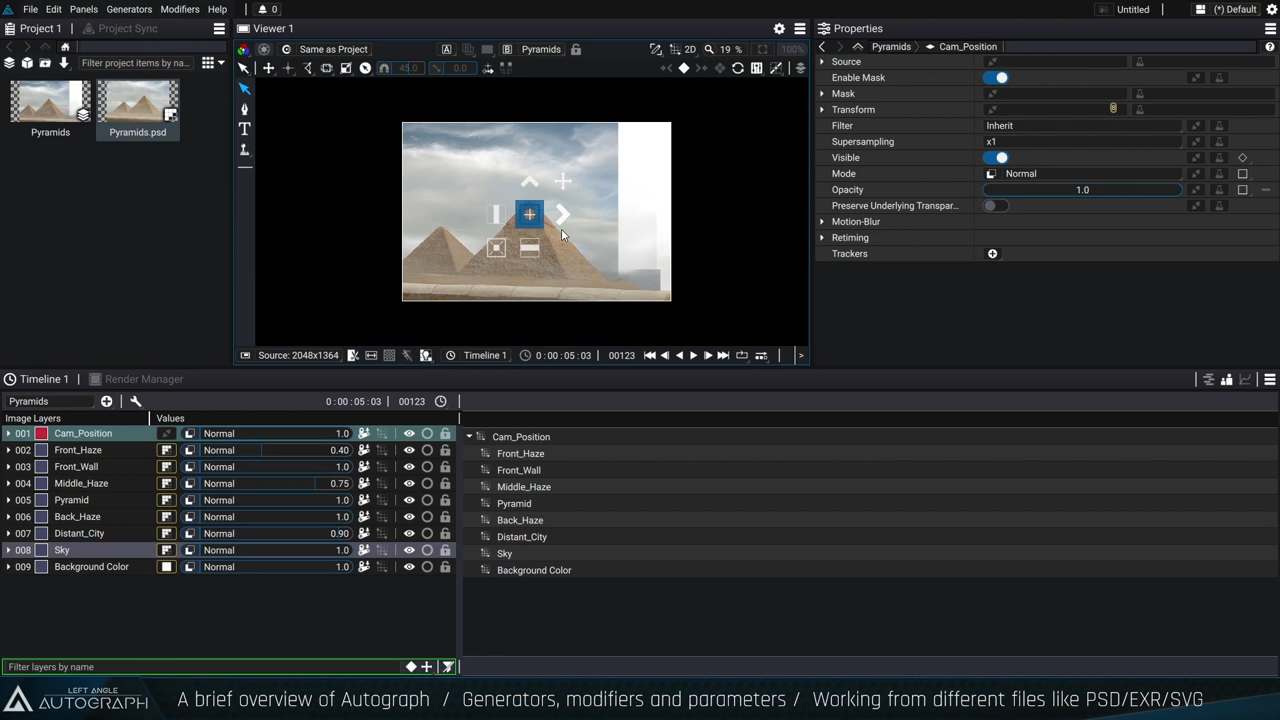 File Edit Panels Generators Modifiers Help 0 Untitled (*) Default
Project 1 Project Sync Viewer 1 Properties
Same as Project A B Pyramids 2D 19 % 100% Pyramids Cam_Position ?
Filter project items by na... 45.0 0.0
Source
Enable Mask
Mask
Transform
Filter Inherit
Supersampling x1
Visible
Mode Normal
Opacity 1.0
Preserve Underlying Transpar...
Motion-Blur
Retiming
Trackers
Pyramids Pyramids.psd
T
Source: 2048x1364 Timeline 1 0:00:05:03 00123
Timeline 1 Render Manager
Pyramids 0:00:05:03 00123
Image Layers Values
001 Cam_Position Normal 1.0
002 Front_Haze Normal 0.40
003 Front_Wall Normal 1.0
004 Middle_Haze Normal 0.75
005 Pyramid Normal 1.0
006 Back_Haze Normal 1.0
007 Distant_City Normal 0.90
008 Sky Normal 1.0
009 Background Color Normal 1.0
Cam_Position
Front_Haze
Front_Wall
Middle_Haze
Pyramid
Back_Haze
Distant_City
Sky
Background Color
Filter layers by name
LEFT ANGLE
AUTOGRAPH
A brief overview of Autograph / Generators, modifiers and parameters / Working from different files like PSD/EXR/SVG